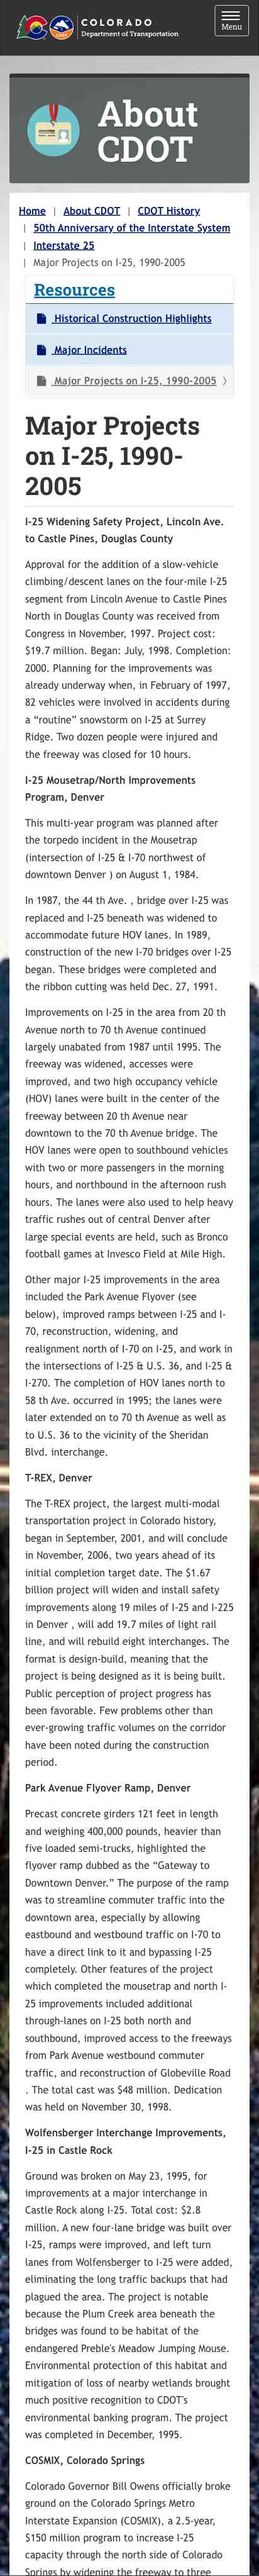 COLORADO
Department of Transportation
Menu
About
CDOT
Home | About CDOT | CDOT History
| 50th Anniversary of the Interstate System
| Interstate 25
| Major Projects on I-25, 1990-2005
Resources
Historical Construction Highlights
Major Incidents
Major Projects on I-25, 1990-2005
Major Projects
on I-25, 1990-
2005
I-25 Widening Safety Project, Lincoln Ave.
to Castle Pines, Douglas County
Approval for the addition of a slow-vehicle
climbing/descent lanes on the four-mile I-25
segment from Lincoln Avenue to Castle Pines
North in Douglas County was received from
Congress in November, 1997. Project cost:
$19.7 million. Began: July, 1998. Completion:
2000. Planning for the improvements was
already underway when, in February of 1997,
82 vehicles were involved in accidents during
a “routine” snowstorm on I-25 at Surrey
Ridge. Two dozen people were injured and
the freeway was closed for 10 hours.
I-25 Mousetrap/North Improvements
Program, Denver
This multi-year program was planned after
the torpedo incident in the Mousetrap
(intersection of I-25 & I-70 northwest of
downtown Denver ) on August 1, 1984.
In 1987, the 44 th Ave. , bridge over I-25 was
replaced and I-25 beneath was widened to
accommodate future HOV lanes. In 1989,
construction of the new I-70 bridges over I-25
began. These bridges were completed and
the ribbon cutting was held Dec. 27, 1991.
Improvements on I-25 in the area from 20 th
Avenue north to 70 th Avenue continued
largely unabated from 1987 until 1995. The
freeway was widened, accesses were
improved, and two high occupancy vehicle
(HOV) lanes were built in the center of the
freeway between 20 th Avenue near
downtown to the 70 th Avenue bridge. The
HOV lanes were open to southbound vehicles
with two or more passengers in the morning
hours, and northbound in the afternoon rush
hours. The lanes were also used to help heavy
traffic rushes out of central Denver after
large special events are held, such as Bronco
football games at Invesco Field at Mile High.
Other major I-25 improvements in the area
included the Park Avenue Flyover (see
below), improved ramps between I-25 and I-
70, reconstruction, widening, and
realignment north of I-70 on I-25, and work in
the intersections of I-25 & U.S. 36, and I-25 &
I-270. The completion of HOV lanes north to
58 th Ave. occurred in 1995; the lanes were
later extended on to 70 th Avenue as well as
to U.S. 36 to the vicinity of the Sheridan
Blvd. interchange.
T-REX, Denver
The T-REX project, the largest multi-modal
transportation project in Colorado history,
began in September, 2001, and will conclude
in November, 2006, two years ahead of its
initial completion target date. The $1.67
billion project will widen and install safety
improvements along 19 miles of I-25 and I-225
in Denver , will add 19.7 miles of light rail
line, and will rebuild eight interchanges. The
format is design-build, meaning that the
project is being designed as it is being built.
Public perception of project progress has
been favorable. Few problems other than
ever-growing traffic volumes on the corridor
have been noted during the construction
period.
Park Avenue Flyover Ramp, Denver
Precast concrete girders 121 feet in length
and weighing 400,000 pounds, heavier than
five loaded semi-trucks, highlighted the
flyover ramp dubbed as the “Gateway to
Downtown Denver.” The purpose of the ramp
was to streamline commuter traffic into the
downtown area, especially by allowing
eastbound and westbound traffic on I-70 to
have a direct link to it and bypassing I-25
completely. Other features of the project
which completed the mousetrap and north I-
25 improvements included additional
through-lanes on I-25 both north and
southbound, improved access to the freeways
from Park Avenue westbound commuter
traffic, and reconstruction of Globeville Road
. The total cast was $48 million. Dedication
was held on November 30, 1998.
Wolfensberger Interchange Improvements,
I-25 in Castle Rock
Ground was broken on May 23, 1995, for
improvements at a major interchange in
Castle Rock along I-25. Total cost: $2.8
million. A new four-lane bridge was built over
I-25, ramps were improved, and left turn
lanes from Wolfensberger to I-25 were added,
eliminating the long traffic backups that had
plagued the area. The project is notable
because the Plum Creek area beneath the
bridges was found to be habitat of the
endangered Preble's Meadow Jumping Mouse.
Environmental protection of this habitat and
mitigation of loss of nearby wetlands brought
much positive recognition to CDOT's
environmental banking program. The project
was completed in December, 1995.
COSMIX, Colorado Springs
Colorado Governor Bill Owens officially broke
ground on the Colorado Springs Metro
Interstate Expansion (COSMIX), a 2.5-year,
$150 million program to increase I-25
capacity through the north side of Colorado
Springs by widening the freeway to three